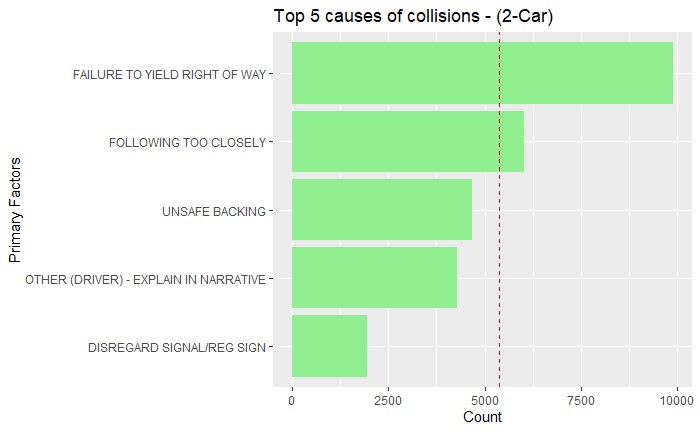 Top 5 causes of collisions - (2-Car)
Primary Factors
FAILURE TO YIELD RIGHT OF WAY
FOLLOWING TOO CLOSELY
UNSAFE BACKING
OTHER (DRIVER) - EXPLAIN IN NARRATIVE
DISREGARD SIGNAL/REG SIGN
0 2500 5000 7500 10000
Count